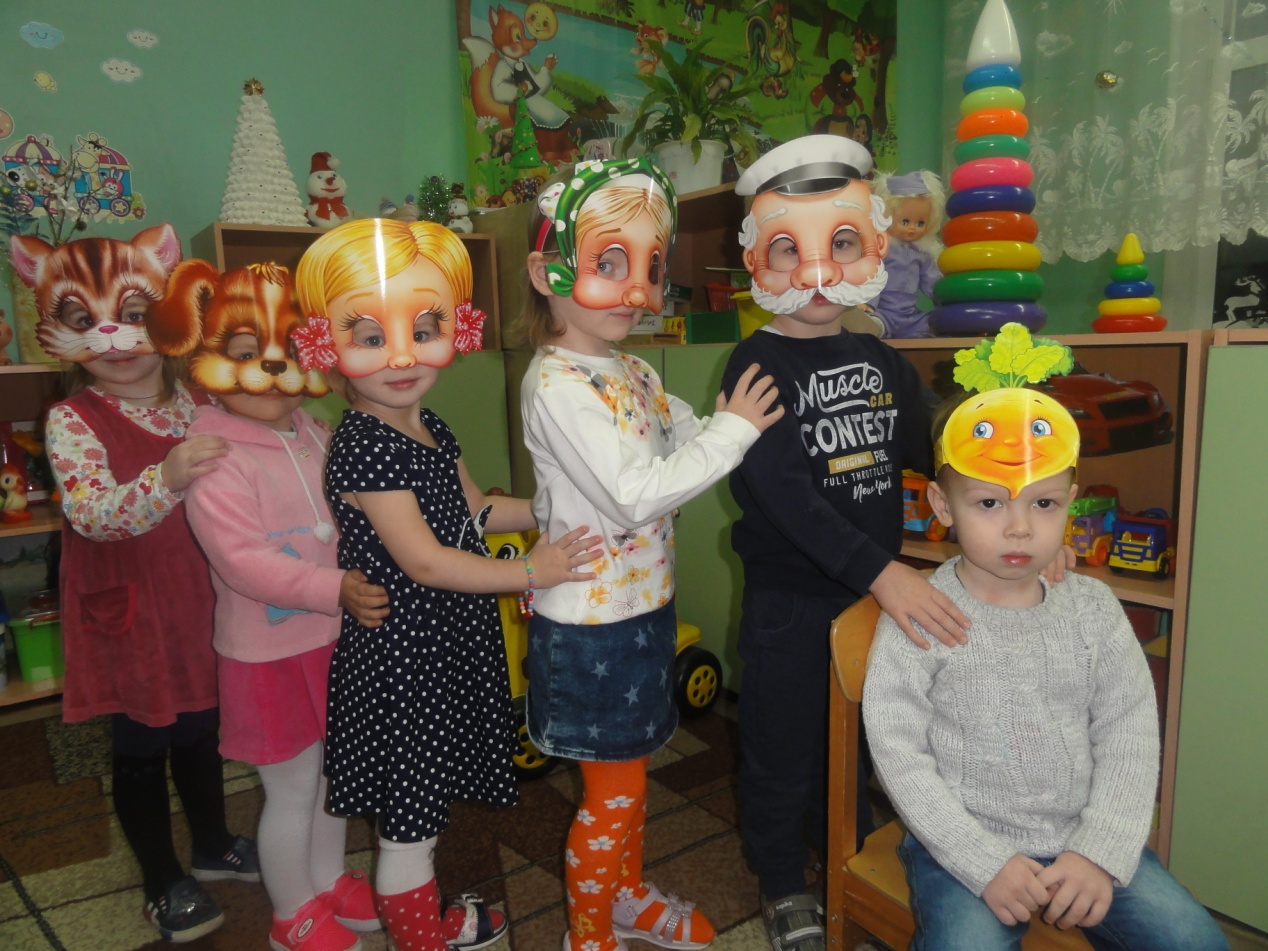 Muscle
CAR
CONTEST
ORIGINAL FUEL
FULL THROTTLE
New York